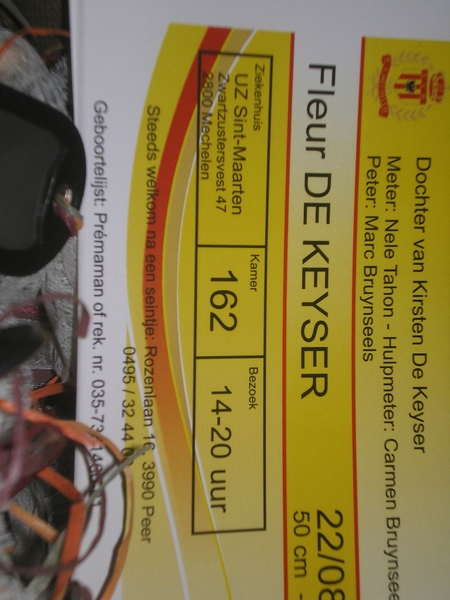 Dochter van Kirsten De Keyser
Meter: Nele Tahon - Hulpmeter: Carmen
Peter: Marc Bruynseels
Fleur DE KEYSER
22/08
50 cm -
Ziekenhuis
UZ Sint-Maarten
Zwartzustersvest 47
2800 Mechelen
Kamer
162
Bezoek
14-20 uur
Steeds welkom na een seintje: Rozenlaan 16, 3990 Peer
0495 / 32 44
Geboortelijst: Prémaman of rek. nr. 035-73